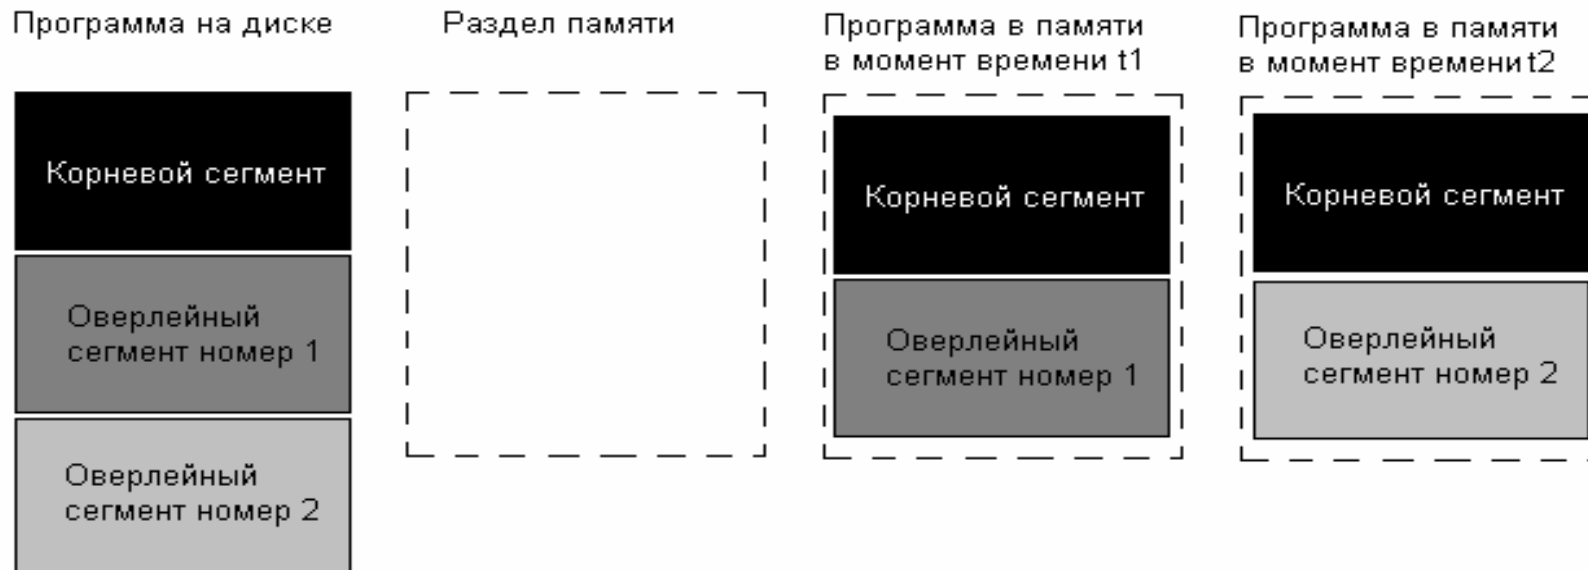 Программа на диске
Корневой сегмент
Оверлейный
сегмент номер 1
Оверлейный
сегмент номер 2
Раздел памяти
Программа в памяти
в момент времени t1
Корневой сегмент
Оверлейный
сегмент номер 1
Программа в памяти
в момент времени t2
Корневой сегмент
Оверлейный
сегмент номер 2